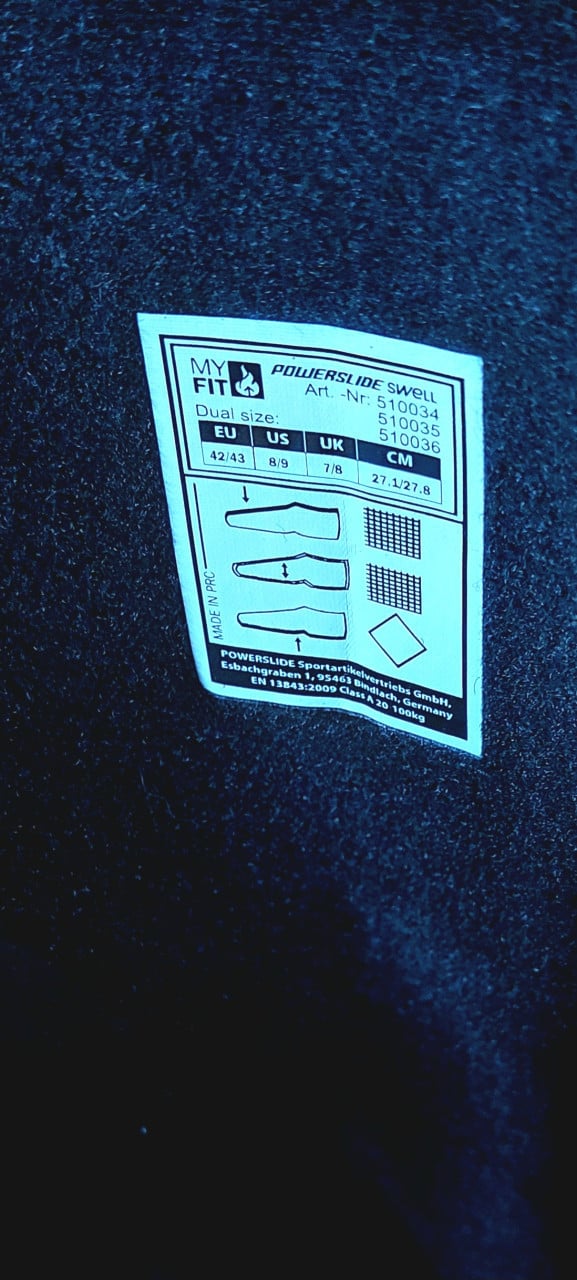 MY FIT POWERSLIDE SWELL
Art. -Nr: 510034
510035
510036
Dual size:
EU US UK CM
42/43 8/9 7/8 27.1/27.8
MADE IN PRC
POWERSLIDE Sportartikelvertriebs GmbH,
Esbachgraben 1, 95463 Bindlach, Germany
EN 13843:2009 Class A 20 100kg